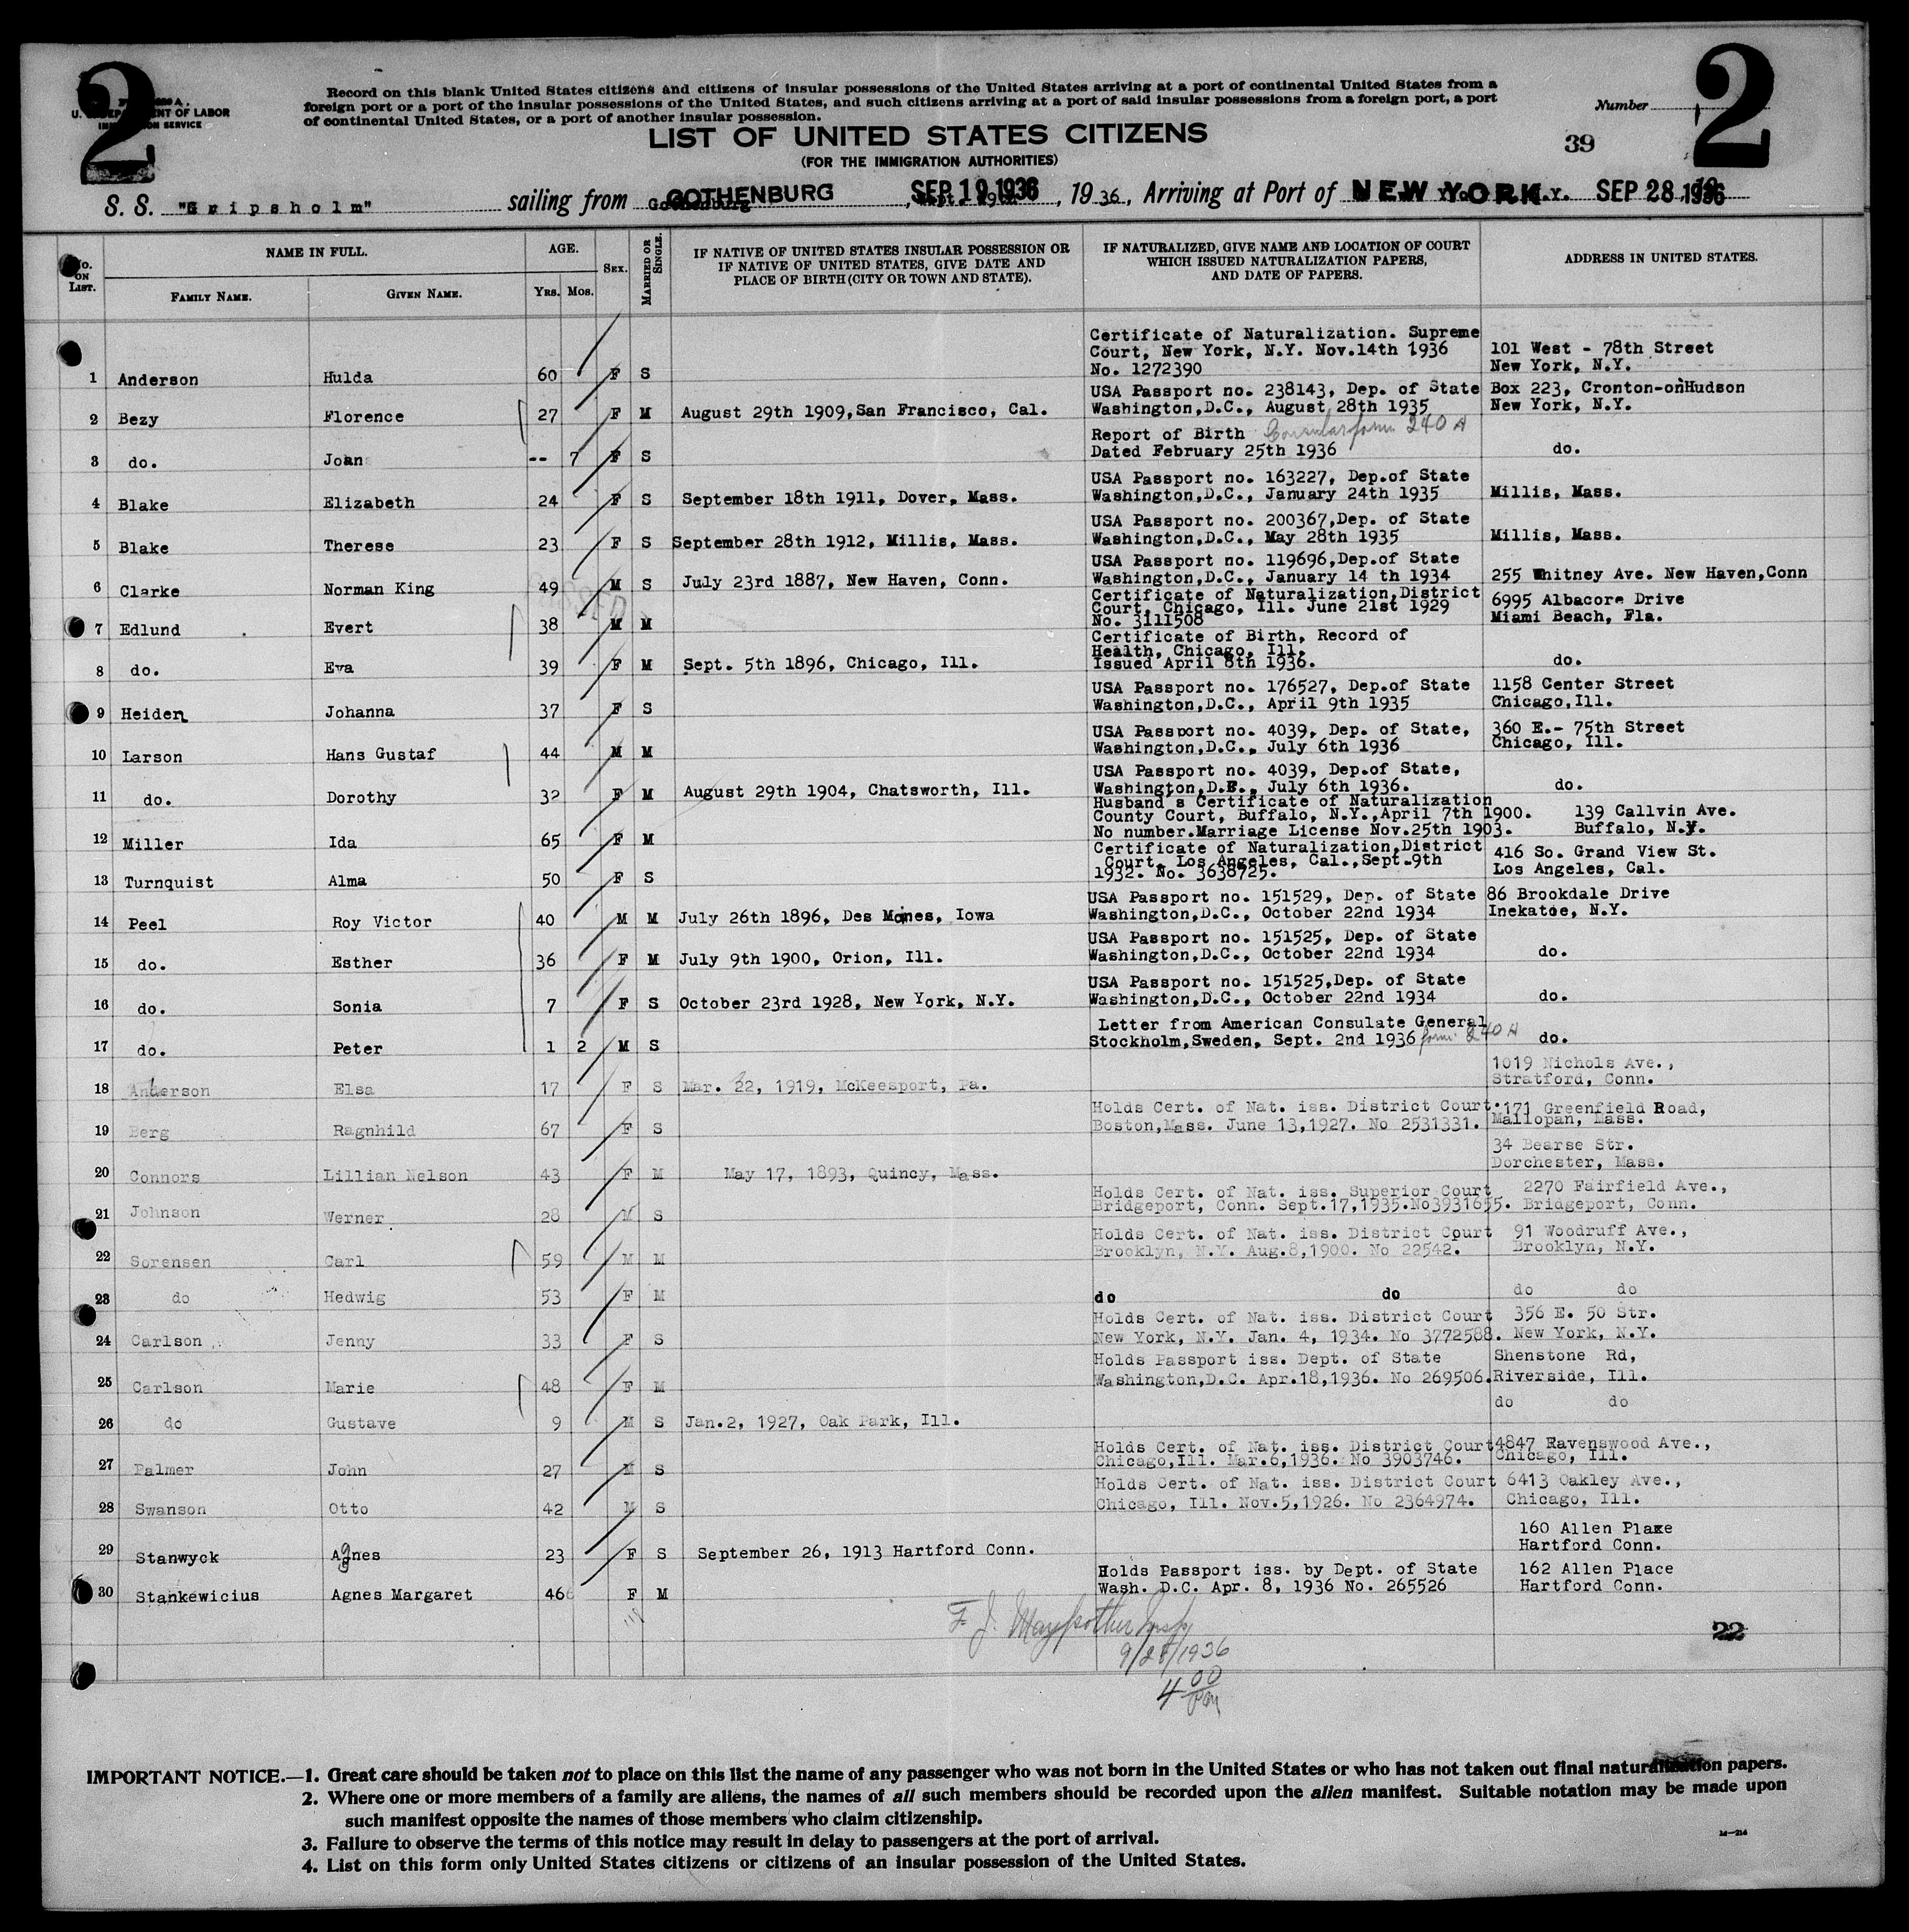 2
2
U. S. DEPARTMENT OF LABOR
IMMIGRATION SERVICE
Record on this blank United States citizens and citizens of insular possessions of the United States arriving at a port of continental United States from a
foreign port or a port of the insular possessions of the United States, and such citizens arriving at a port of said insular possessions from a foreign port, a port
of continental United States, or a port of another insular possession.
Number
LIST OF UNITED STATES CITIZENS
39
(FOR THE IMMIGRATION AUTHORITIES)
S. S. "Gripsholm" sailing from GOTHENBURG SEP 19 1936, 1936, Arriving at Port of NEW YORK. N.Y. SEP 28 1936
No. ON LIST. NAME IN FULL. FAMILY NAME. GIVEN NAME. AGE. YRS. MOS. SEX. MARRIED OR SINGLE.
IF NATIVE OF UNITED STATES INSULAR POSSESSION OR
IF NATIVE OF UNITED STATES, GIVE DATE AND
PLACE OF BIRTH (CITY OR TOWN AND STATE).
IF NATURALIZED, GIVE NAME AND LOCATION OF COURT
WHICH ISSUED NATURALIZATION PAPERS,
AND DATE OF PAPERS.
ADDRESS IN UNITED STATES.
Certificate of Naturalization. Supreme
Court, New York, N.Y. Nov.14th 1936 101 West - 78th Street
1 Anderson Hulda 60 F S No. 1272390 New York, N.Y.
USA Passport no. 238143, Dep. of State Box 223, Cronton-onHudson
2 Bezy Florence 27 F M August 29th 1909,San Francisco, Cal. Washington,D.C., August 28th 1935 New York, N.Y.
Report of Birth Consular form 240 A
3 do. Joan -- 7 F S Dated February 25th 1936 do.
USA Passport no. 163227, Dep.of State
4 Blake Elizabeth 24 F S September 18th 1911, Dover, Mass. Washington,D.C., January 24th 1935 Millis, Mass.
USA Passport no. 200367,Dep. of State
5 Blake Therese 23 F S September 28th 1912, Millis, Mass. Washington,D.C., May 28th 1935 Millis, Mass.
USA Passport no. 119696,Dep.of State
6 Clarke Norman King 49 M S July 23rd 1887, New Haven, Conn. Washington,D.C., January 14 th 1934 255 Whitney Ave. New Haven,Conn
Certificate of Naturalization,District
Court, Chicago, Ill. June 21st 1929 6995 Albacore Drive
7 Edlund Evert 38 M M No. 3111508 Miami Beach, Fla.
Certificate of Birth, Record of
Health, Chicago, Ill.
8 do. Eva 39 F M Sept. 5th 1896, Chicago, Ill. Issued April 8th 1936. do.
USA Passport no. 176527, Dep.of State 1158 Center Street
9 Heiden Johanna 37 F S Washington,D.C., April 9th 1935 Chicago,Ill.
USA Passport no. 4039, Dep. of State, 360 E.- 75th Street
10 Larson Hans Gustaf 44 M M Washington,D.C., July 6th 1936 Chicago, Ill.
USA Passport no. 4039, Dep.of State,
11 do. Dorothy 32 F M August 29th 1904, Chatsworth, Ill. Washington,D.C., July 6th 1936. do.
Husband's Certificate of Naturalization
County Court, Buffalo, N.Y.,April 7th 1900. 139 Callvin Ave.
12 Miller Ida 65 F M No number.Marriage License Nov.25th 1903. Buffalo, N.Y.
Certificate of Naturalization,District
Court, Los Angeles, Cal.,Sept.9th 416 So. Grand View St.
13 Turnquist Alma 50 F S 1932. No. 3638725. Los Angeles, Cal.
USA Passport no. 151529, Dep. of State 86 Brookdale Drive
14 Peel Roy Victor 40 M M July 26th 1896, Des Moines, Iowa Washington,D.C., October 22nd 1934 Inekatoe, N.Y.
USA Passport no. 151525, Dep. of State
15 do. Esther 36 F M July 9th 1900, Orion, Ill. Washington,D.C., October 22nd 1934 do.
USA Passport no. 151525,Dep. of State
16 do. Sonia 7 F S October 23rd 1928, New York, N.Y. Washington,D.C., October 22nd 1934 do.
Letter from American Consulate General
17 do. Peter 1 2 M S Stockholm,Sweden, Sept. 2nd 1936 form 240 A do.
1019 Nichols Ave.,
18 Anderson Elsa 17 F S Mar. 22, 1919, McKeesport, Pa. Stratford, Conn.
Holds Cert. of Nat. iss. District Court. 171 Greenfield Road,
19 Berg Ragnhild 67 F S Boston,Mass. June 13,1927. No 2531331. Mallopan, Mass.
34 Bearse Str.
20 Connors Lillian Nelson 43 F M May 17, 1893, Quincy, Mass. Dorchester, Mass.
Holds Cert. of Nat. iss. Superior Court 2270 Fairfield Ave.,
21 Johnson Werner 28 M S Bridgeport, Conn. Sept.17,1935.No3931655. Bridgeport, Conn.
Holds Cert. of Nat. iss. District Court 91 Woodruff Ave.,
22 Sorensen Carl 59 M M Brooklyn, N.Y. Aug.8,1900. No 22542. Brooklyn, N.Y.
23 do Hedwig 53 F M do do do do
Holds Cert. of Nat. iss. District Court 356 E. 50 Str.
24 Carlson Jenny 33 F S New York, N.Y. Jan. 4, 1934. No 3772588. New York, N.Y.
Holds Passport iss. Dept. of State Shenstone Rd,
25 Carlson Marie 48 F M Washington,D.C. Apr.18,1936. No 269506. Riverside, Ill.
26 do Gustave 9 M S Jan.2, 1927, Oak Park, Ill. do do
Holds Cert. of Nat. iss. District Court 4847 Ravenswood Ave.,
27 Palmer John 27 M S Chicago,Ill. Mar.6,1936. No 3903746. Chicago, Ill.
Holds Cert. of Nat. iss. District Court 6413 Oakley Ave.,
28 Swanson Otto 42 M S Chicago, Ill. Nov.5,1926. No 2364974. Chicago, Ill.
160 Allen Place
29 Stanwyck Agnes 23 F S September 26, 1913 Hartford Conn. Hartford Conn.
Holds Passport iss. by Dept. of State 162 Allen Place
30 Stankewicius Agnes Margaret 46 F M Wash. D.C. Apr. 8, 1936 No. 265526 Hartford Conn.
F. J.
22
9/28/1936
4 00 pm
IMPORTANT NOTICE.—1. Great care should be taken not to place on this list the name of any passenger who was not born in the United States or who has not taken out final naturalization papers.
2. Where one or more members of a family are aliens, the names of all such members should be recorded upon the alien manifest. Suitable notation may be made upon
such manifest opposite the names of those members who claim citizenship.
3. Failure to observe the terms of this notice may result in delay to passengers at the port of arrival.
14—214
4. List on this form only United States citizens or citizens of an insular possession of the United States.